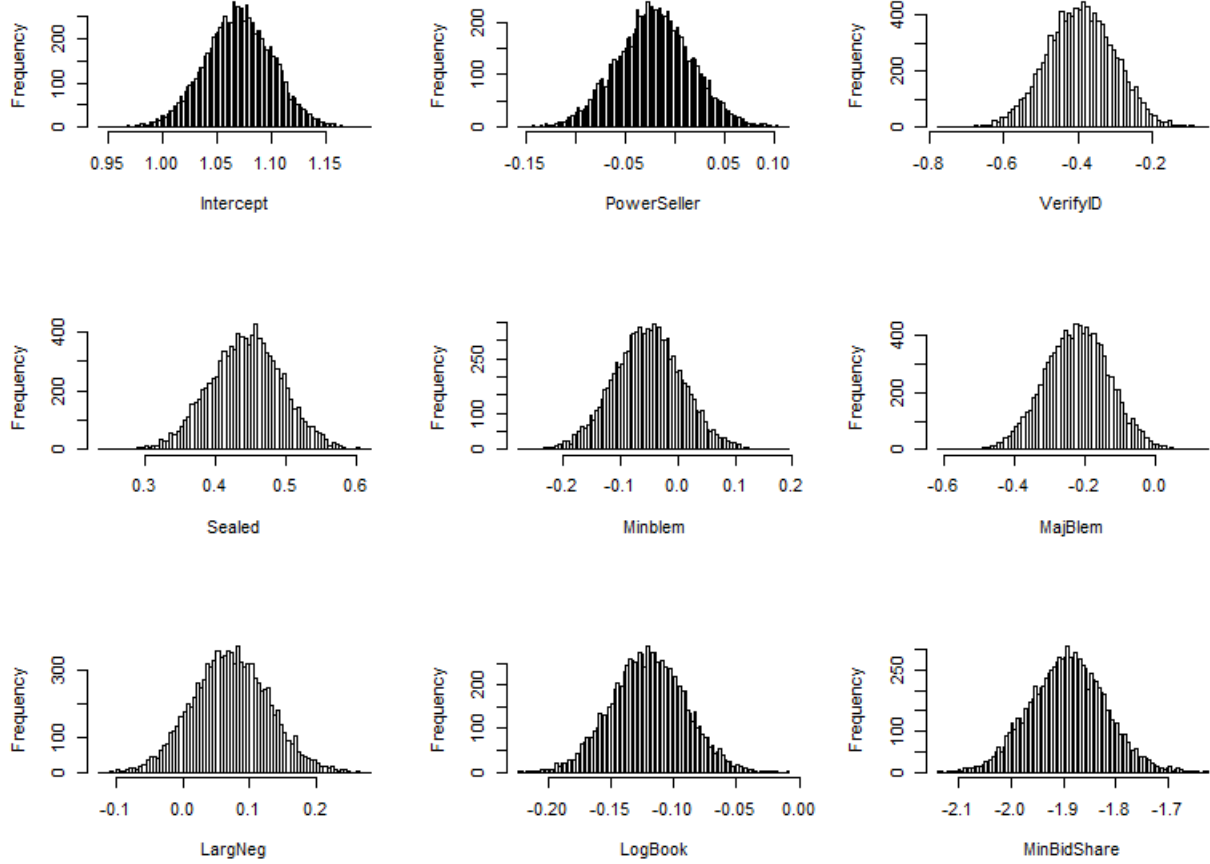 Frequency
0 100 200
0.95 1.00 1.05 1.10 1.15
Intercept
Frequency
0 100 200
-0.15 -0.05 0.05 0.10
PowerSeller
Frequency
0 200 400
-0.8 -0.6 -0.4 -0.2
VerifyID
Frequency
0 200 400
0.3 0.4 0.5 0.6
Sealed
Frequency
0 100 250
-0.2 -0.1 0.0 0.1 0.2
Minblem
Frequency
0 200 400
-0.6 -0.4 -0.2 0.0
MajBlem
Frequency
0 100 300
-0.1 0.0 0.1 0.2
LargNeg
Frequency
0 100 200
-0.20 -0.15 -0.10 -0.05 0.00
LogBook
Frequency
0 100 250
-2.1 -2.0 -1.9 -1.8 -1.7
MinBidShare